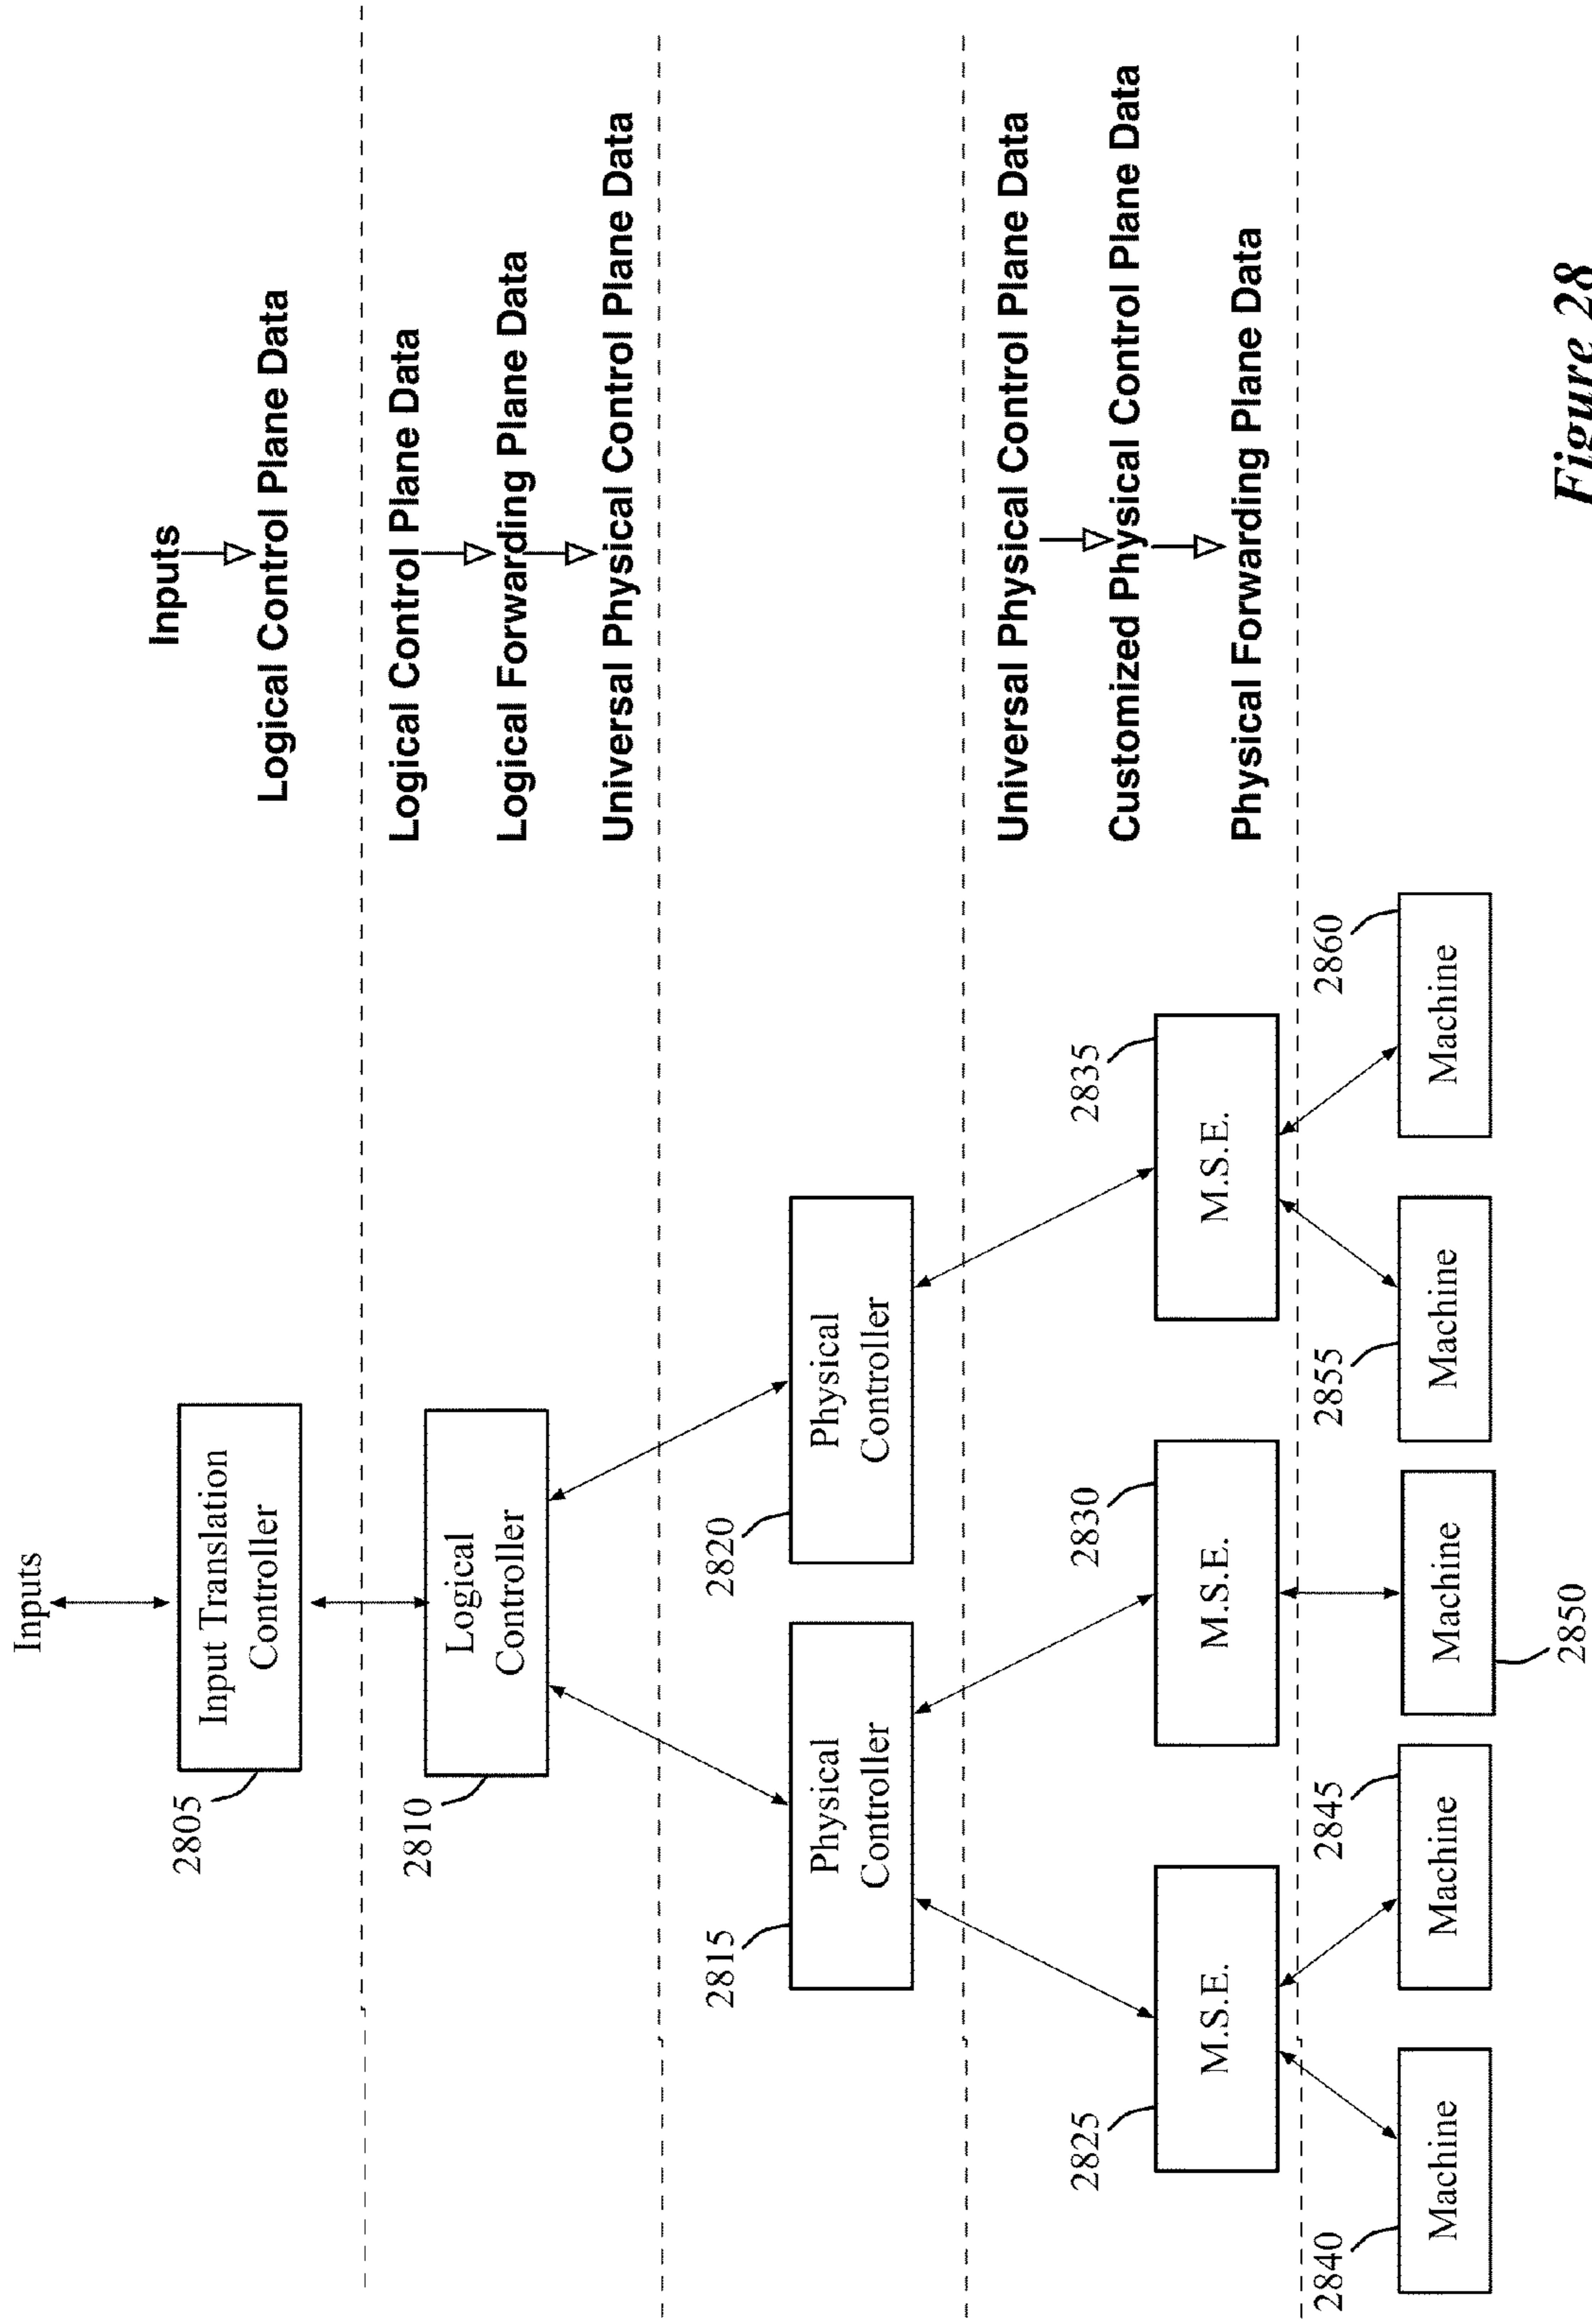 Inputs
Input Translation
Controller
2805
Inputs
Logical Control Plane Data
Logical
Controller
2810
Logical Control Plane Data
Logical Forwarding Plane Data
Universal Physical Control Plane Data
2815
Physical
Controller
2820
Physical
Controller
2825
M.S.E.
2830
M.S.E.
2835
M.S.E.
Universal Physical Control Plane Data
Customized Physical Control Plane Data
Physical Forwarding Plane Data
2840
Machine
2845
Machine
Machine
2850
2855
Machine
2860
Machine
Figure 28